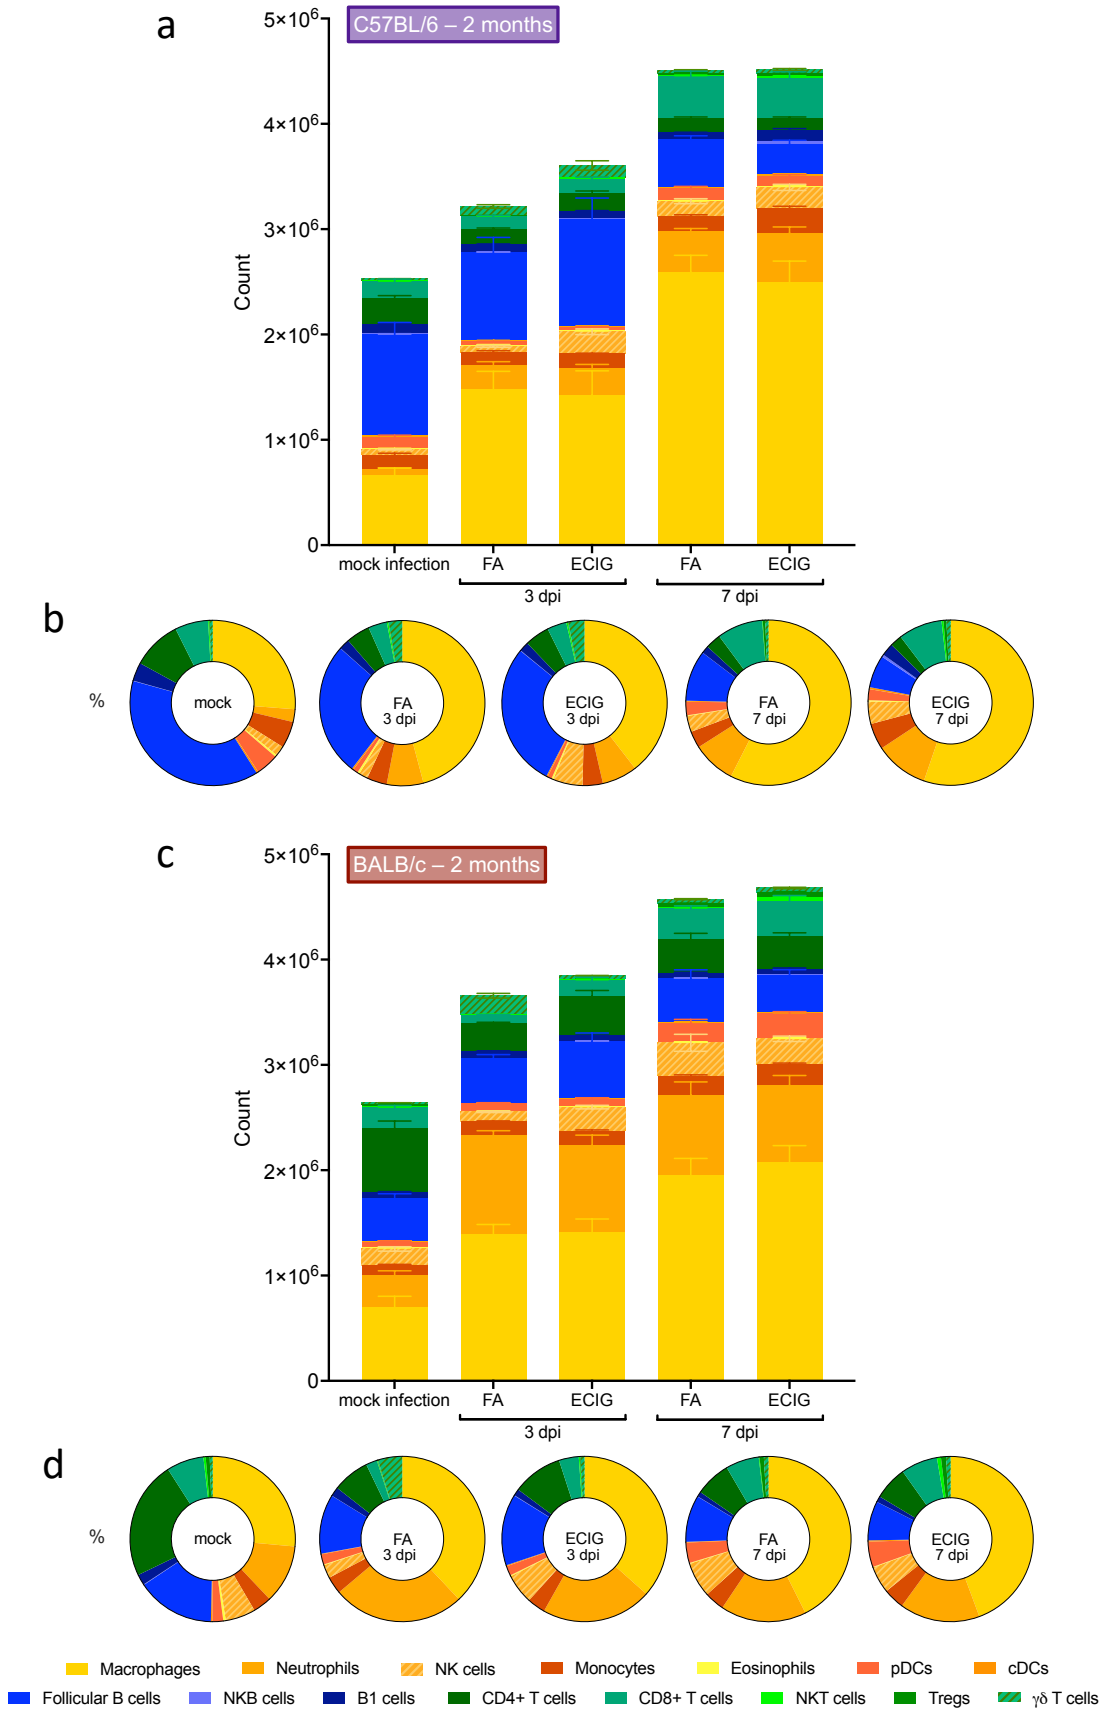 a
C57BL/6 – 2 months
5×10⁶
4×10⁶
3×10⁶
2×10⁶
1×10⁶
0
Count
mock infection FA ECIG FA ECIG
3 dpi 7 dpi
b
%
mock
FA
3 dpi
ECIG
3 dpi
FA
7 dpi
ECIG
7 dpi
c
BALB/c – 2 months
5×10⁶
4×10⁶
3×10⁶
2×10⁶
1×10⁶
0
Count
mock infection FA ECIG FA ECIG
3 dpi 7 dpi
d
%
mock
FA
3 dpi
ECIG
3 dpi
FA
7 dpi
ECIG
7 dpi
Macrophages Neutrophils NK cells Monocytes Eosinophils pDCs cDCs
Follicular B cells NKB cells B1 cells CD4+ T cells CD8+ T cells NKT cells Tregs γδ T cells